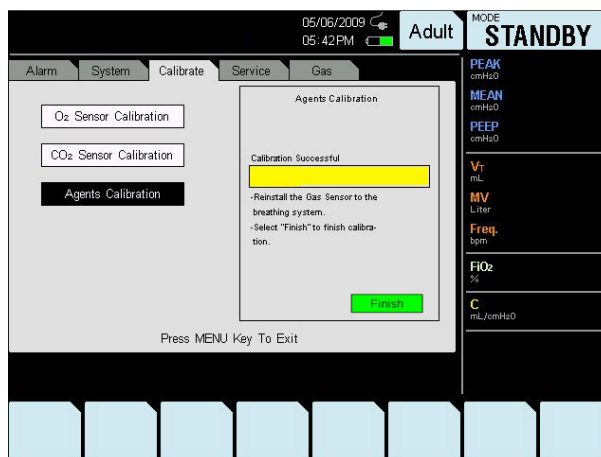 05/06/2009
05:42PM
Adult
MODE
STANDBY
Alarm
System
Calibrate
Service
Gas
O₂ Sensor Calibration
CO₂ Sensor Calibration
Agents Calibration
Agents Calibration
Calibration Successful
-Reinstall the Gas Sensor to the
breathing system.
-Select "Finish" to finish calibra-
tion.
Finish
Press MENU Key To Exit
PEAK
cmH₂O
MEAN
cmH₂O
PEEP
cmH₂O
VT
mL
MV
Liter
Freq.
bpm
FiO₂
%
C
mL/cmH₂O